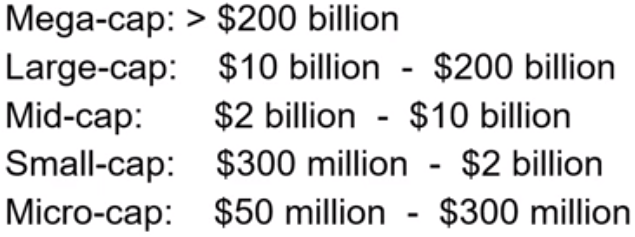 Mega-cap: > $200 billion
Large-cap: $10 billion - $200 billion
Mid-cap: $2 billion - $10 billion
Small-cap: $300 million - $2 billion
Micro-cap: $50 million - $300 million